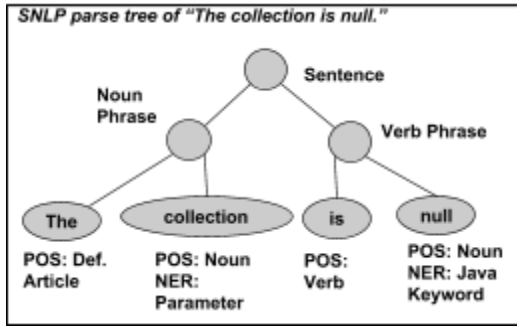 SNLP parse tree of “The collection is null.”
Sentence
Noun
Phrase
Verb Phrase
The
collection
is
null
POS: Def.
Article
POS: Noun
NER:
Parameter
POS:
Verb
POS: Noun
NER: Java
Keyword